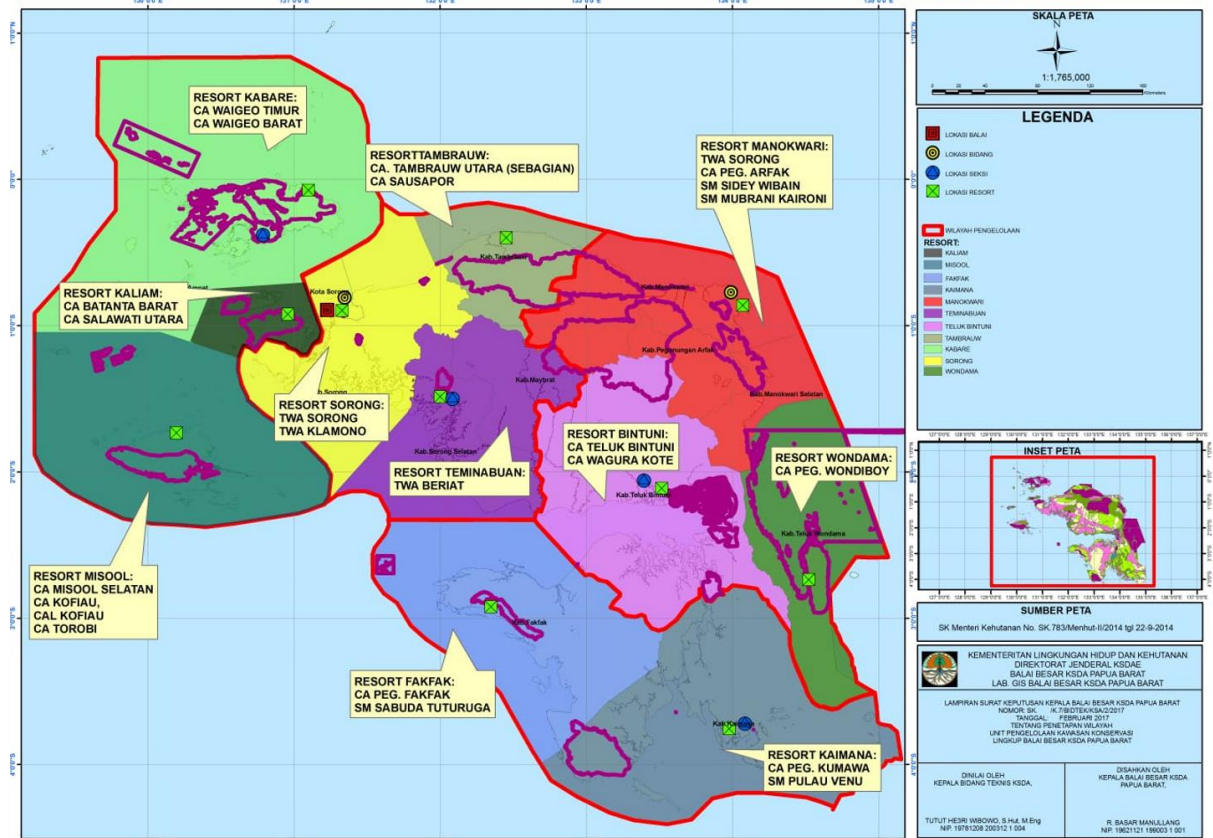 RESORT KABARE:
CA WAIGEO TIMUR
CA WAIGEO BARAT
RESORTTAMBRAUW:
CA. TAMBRAUW UTARA (SEBAGIAN)
CA SAUSAPOR
RESORT MANOKWARI:
TWA SORONG
CA PEG. ARFAK
SM SIDEY WIBAIN
SM MUBRANI KAIRONI
RESORT KALIAM:
CA BATANTA BARAT
CA SALAWATI UTARA
Kota Sorong
Kab.Pegunungan Arfak
Kab.Maybrat
Kab.Manokwari Selatan
RESORT SORONG:
TWA SORONG
TWA KLAMONO
Kab.Sorong Selatan
RESORT TEMINABUAN:
TWA BERIAT
RESORT BINTUNI:
CA TELUK BINTUNI
CA WAGURA KOTE
Kab.Teluk Bintuni
RESORT WONDAMA:
CA PEG. WONDIBOY
Kab.Teluk Wondama
RESORT MISOOL:
CA MISOOL SELATAN
CA KOFIAU,
CAL KOFIAU
CA TOROBI
Kab.Fakfak
RESORT FAKFAK:
CA PEG. FAKFAK
SM SABUDA TUTURUGA
Kab.Kaimana
RESORT KAIMANA:
CA PEG. KUMAWA
SM PULAU VENU
SKALA PETA
N
1:1,765,000
Kilometers
LEGENDA
LOKASI BALAI
LOKASI BIDANG
LOKASI SEKSI
LOKASI RESORT
WILAYAH PENGELOLAAN
RESORT:
KALIAM
MISOOL
FAKFAK
KAIMANA
MANOKWARI
TEMINABUAN
TELUK BINTUNI
TAMBRAUW
KABARE
SORONG
WONDAMA
INSET PETA
SUMBER PETA
SK Menteri Kehutanan No. SK.783/Menhut-II/2014 tgl 22-9-2014
KEMENTERITAN LINGKUNGAN HIDUP DAN KEHUTANAN
DIREKTORAT JENDERAL KSDAE
BALAI BESAR KSDA PAPUA BARAT
LAB. GIS BALAI BESAR KSDA PAPUA BARAT
LAMPIRAN SURAT KEPUTUSAN KEPALA BALAI BESAR KSDA PAPUA BARAT
NOMOR: SK. /K.7/BIDTEK/KSA/2/2017
TANGGAL: FEBRUARI 2017
TENTANG PENETAPAN WILAYAH
UNIT PENGELOLAAN KAWASAN KONSERVASI
LINGKUP BALAI BESAR KSDA PAPUA BARAT
DINILAI OLEH
KEPALA BIDANG TEKNIS KSDA,
TUTUT HE3RI WIBOWO, S.Hut, M.Eng
NIP. 19781208 200312 1 004
DISAHKAN OLEH
KEPALA BALAI BESAR KSDA
PAPUA BARAT,
R. BASAR MANULLANG
NIP. 19621121 199003 1 001